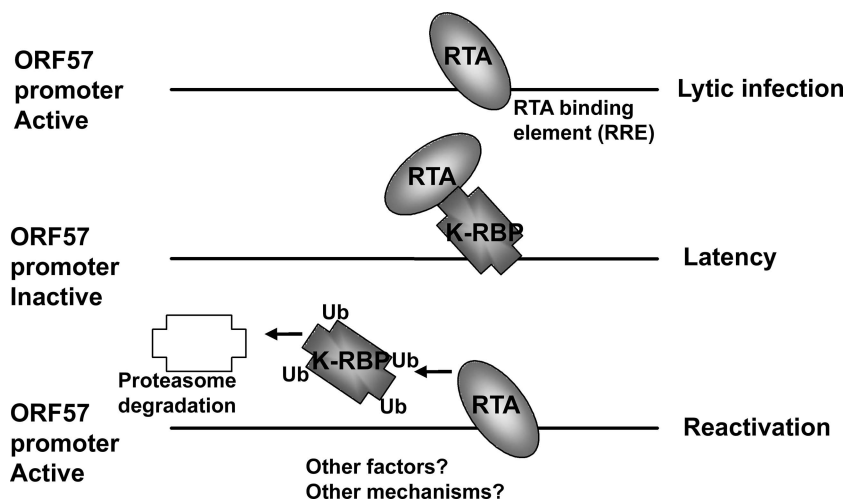 RTA
ORF57
promoter
Active
Lytic infection
RTA binding
element (RRE)
RTA
K-RBP
ORF57
promoter
Inactive
Latency
Ub
K-RBP
Ub
Ub
Ub
Proteasome
degradation
RTA
ORF57
promoter
Active
Reactivation
Other factors?
Other mechanisms?